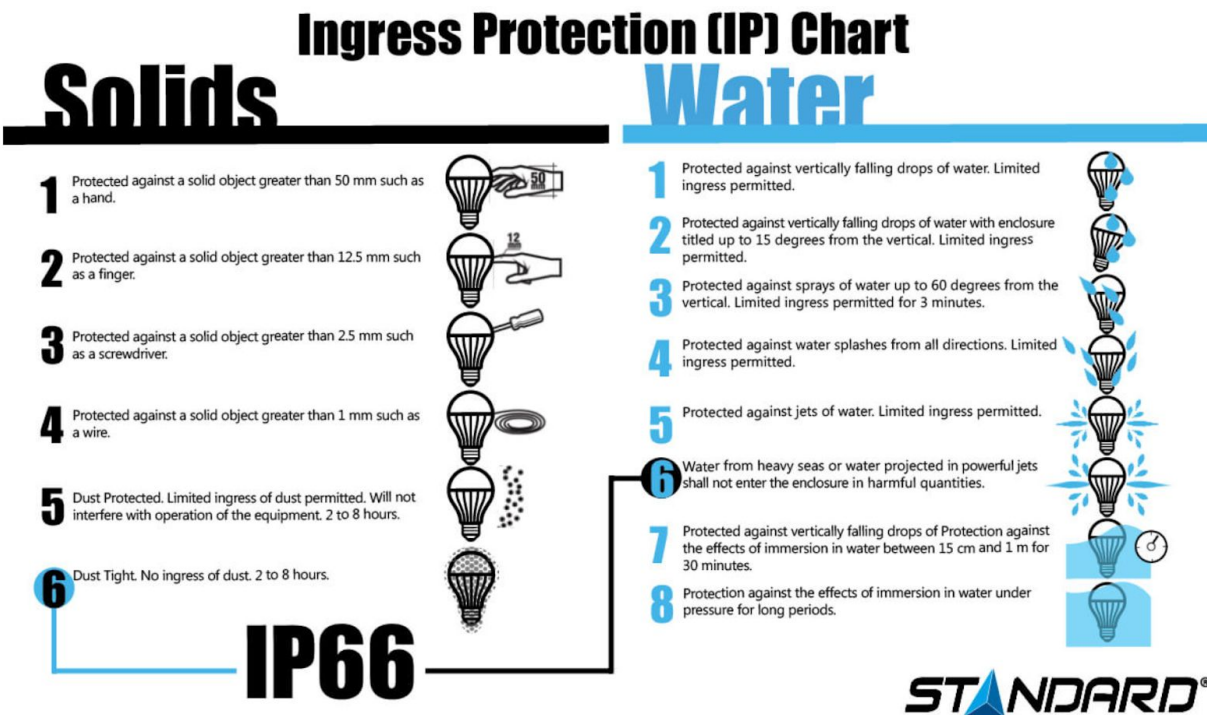 Ingress Protection (IP) Chart
Solids
1
Protected against a solid object greater than 50 mm such as
a hand.
50
mm
2
Protected against a solid object greater than 12.5 mm such
as a finger.
12
3
Protected against a solid object greater than 2.5 mm such
as a screwdriver.
4
Protected against a solid object greater than 1 mm such as
a wire.
5
Dust Protected. Limited ingress of dust permitted. Will not
interfere with operation of the equipment. 2 to 8 hours.
6
Dust Tight. No ingress of dust. 2 to 8 hours.
IP66
Water
1
Protected against vertically falling drops of water. Limited
ingress permitted.
2
Protected against vertically falling drops of water with enclosure
titled up to 15 degrees from the vertical. Limited ingress
permitted.
3
Protected against sprays of water up to 60 degrees from the
vertical. Limited ingress permitted for 3 minutes.
4
Protected against water splashes from all directions. Limited
ingress permitted.
5
Protected against jets of water. Limited ingress permitted.
6
Water from heavy seas or water projected in powerful jets
shall not enter the enclosure in harmful quantities.
7
Protected against vertically falling drops of Protection against
the effects of immersion in water between 15 cm and 1 m for
30 minutes.
8
Protection against the effects of immersion in water under
pressure for long periods.
STANDARD®